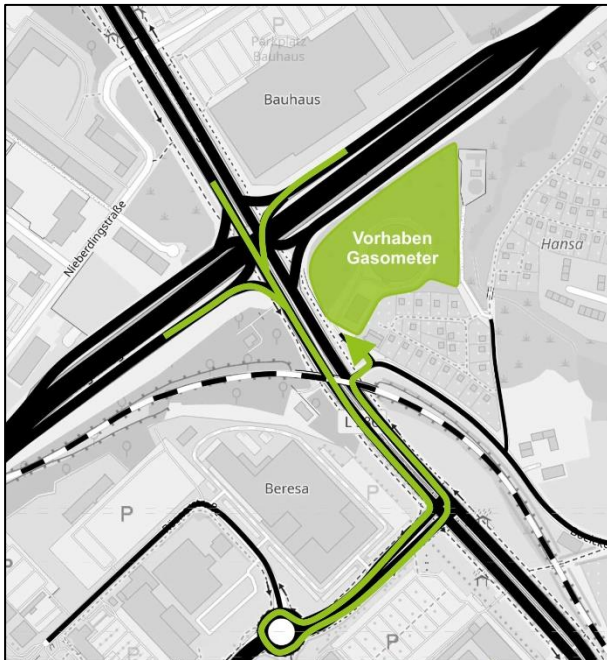 P
Parkplatz
Bauhaus
Bauhaus
Nieberdingstraße
Vorhaben
Gasometer
Hansa
Beresa
P
P
P